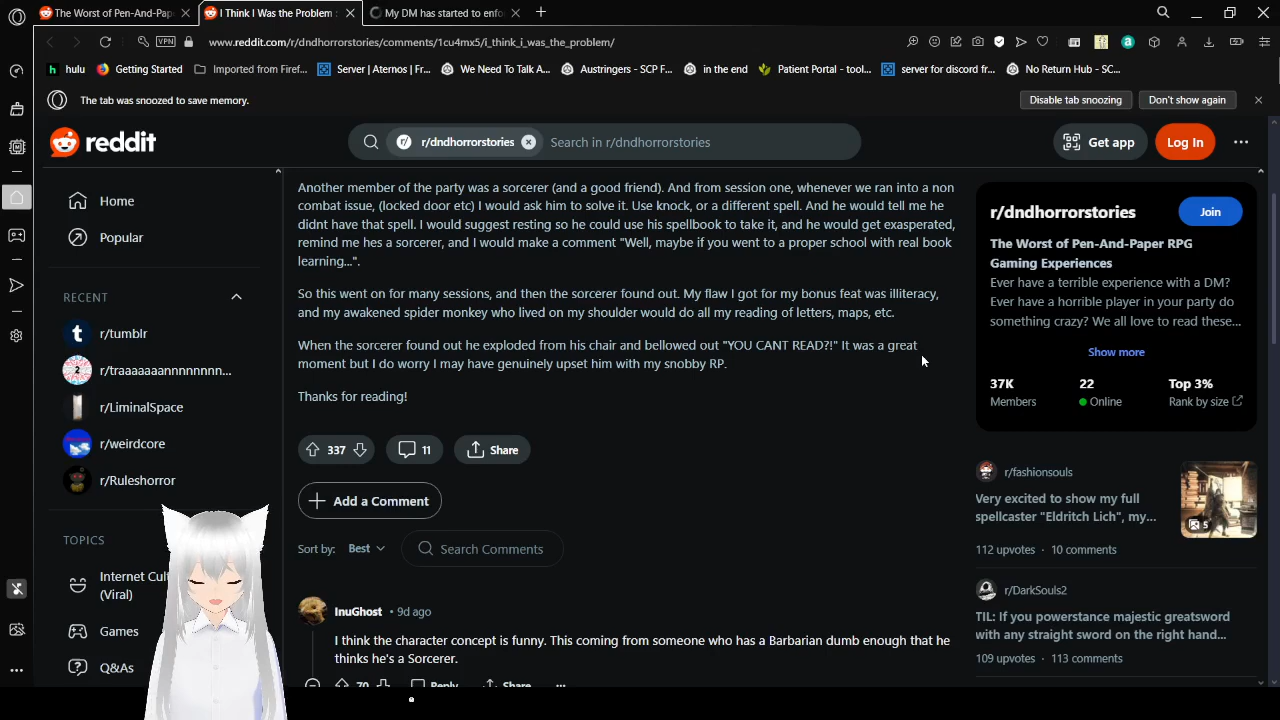 The Worst of Pen-And-Pape
I Think I Was the Problem :
My DM has started to enfo
VPN
www.reddit.com/r/dndhorrorstories/comments/1cu4mx5/i_think_i_was_the_problem/
hulu
Getting Started
Imported from Firef...
Server | Aternos | Fr...
We Need To Talk A...
Austringers - SCP F...
in the end
Patient Portal - tool...
server for discord fr...
No Return Hub - SC...
The tab was snoozed to save memory.
Disable tab snoozing
Don't show again
reddit
r/dndhorrorstories
Search in r/dndhorrorstories
Get app
Log In
Home
Popular
RECENT
r/tumblr
r/traaaaaaannnnnnnn...
r/LiminalSpace
r/weirdcore
r/Ruleshorror
TOPICS
Internet Cul
(Viral)
Games
Q&As
Another member of the party was a sorcerer (and a good friend). And from session one, whenever we ran into a non
combat issue, (locked door etc) I would ask him to solve it. Use knock, or a different spell. And he would tell me he
didnt have that spell. I would suggest resting so he could use his spellbook to take it, and he would get exasperated,
remind me hes a sorcerer, and I would make a comment "Well, maybe if you went to a proper school with real book
learning...".
So this went on for many sessions, and then the sorcerer found out. My flaw I got for my bonus feat was illiteracy,
and my awakened spider monkey who lived on my shoulder would do all my reading of letters, maps, etc.
When the sorcerer found out he exploded from his chair and bellowed out "YOU CANT READ?!" It was a great
moment but I do worry I may have genuinely upset him with my snobby RP.
Thanks for reading!
337
11
Share
Add a Comment
Sort by:
Best
Search Comments
InuGhost • 9d ago
I think the character concept is funny. This coming from someone who has a Barbarian dumb enough that he
thinks he's a Sorcerer.
70
Reply
Share
r/dndhorrorstories
Join
The Worst of Pen-And-Paper RPG
Gaming Experiences
Ever have a terrible experience with a DM?
Ever have a horrible player in your party do
something crazy? We all love to read these...
Show more
37K
Members
22
Online
Top 3%
Rank by size
r/fashionsouls
Very excited to show my full
spellcaster "Eldritch Lich", my...
5
112 upvotes • 10 comments
r/DarkSouls2
TIL: If you powerstance majestic greatsword
with any straight sword on the right hand...
109 upvotes • 113 comments